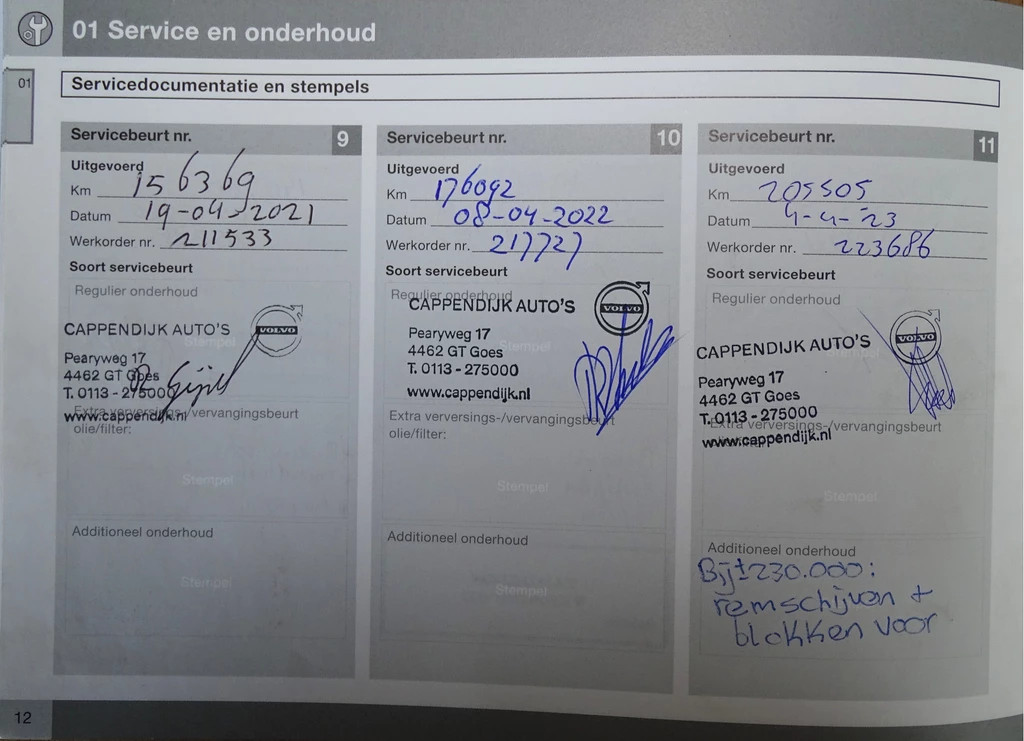 01 Service en onderhoud
01
Servicedocumentatie en stempels
Servicebeurt nr. 9
Uitgevoerd
Km 156369
Datum 19-04-2021
Werkorder nr. 211533
Soort servicebeurt
Regulier onderhoud
Stempel
CAPPENDIJK AUTO'S
VOLVO
Pearyweg 17
4462 GT Goes
T. 0113 - 275000
www.cappendijk.nl
Extra verversings-/vervangingsbeurt
olie/filter:
Stempel
Additioneel onderhoud
Stempel
Servicebeurt nr. 10
Uitgevoerd
Km 176092
Datum 08-04-2022
Werkorder nr. 217727
Soort servicebeurt
Regulier onderhoud
CAPPENDIJK AUTO'S
VOLVO
Stempel
Pearyweg 17
4462 GT Goes
T. 0113 - 275000
www.cappendijk.nl
Extra verversings-/vervangingsbeurt
olie/filter:
Stempel
Additioneel onderhoud
Stempel
Servicebeurt nr. 11
Uitgevoerd
Km 205505
Datum 4-4-'23
Werkorder nr. 223686
Soort servicebeurt
Regulier onderhoud
CAPPENDIJK AUTO'S
VOLVO
Pearyweg 17
4462 GT Goes
T. 0113 - 275000
www.cappendijk.nl
Extra verversings-/vervangingsbeurt
Stempel
Additioneel onderhoud
Bij ± 230.000:
remschijven +
blokken voor
12